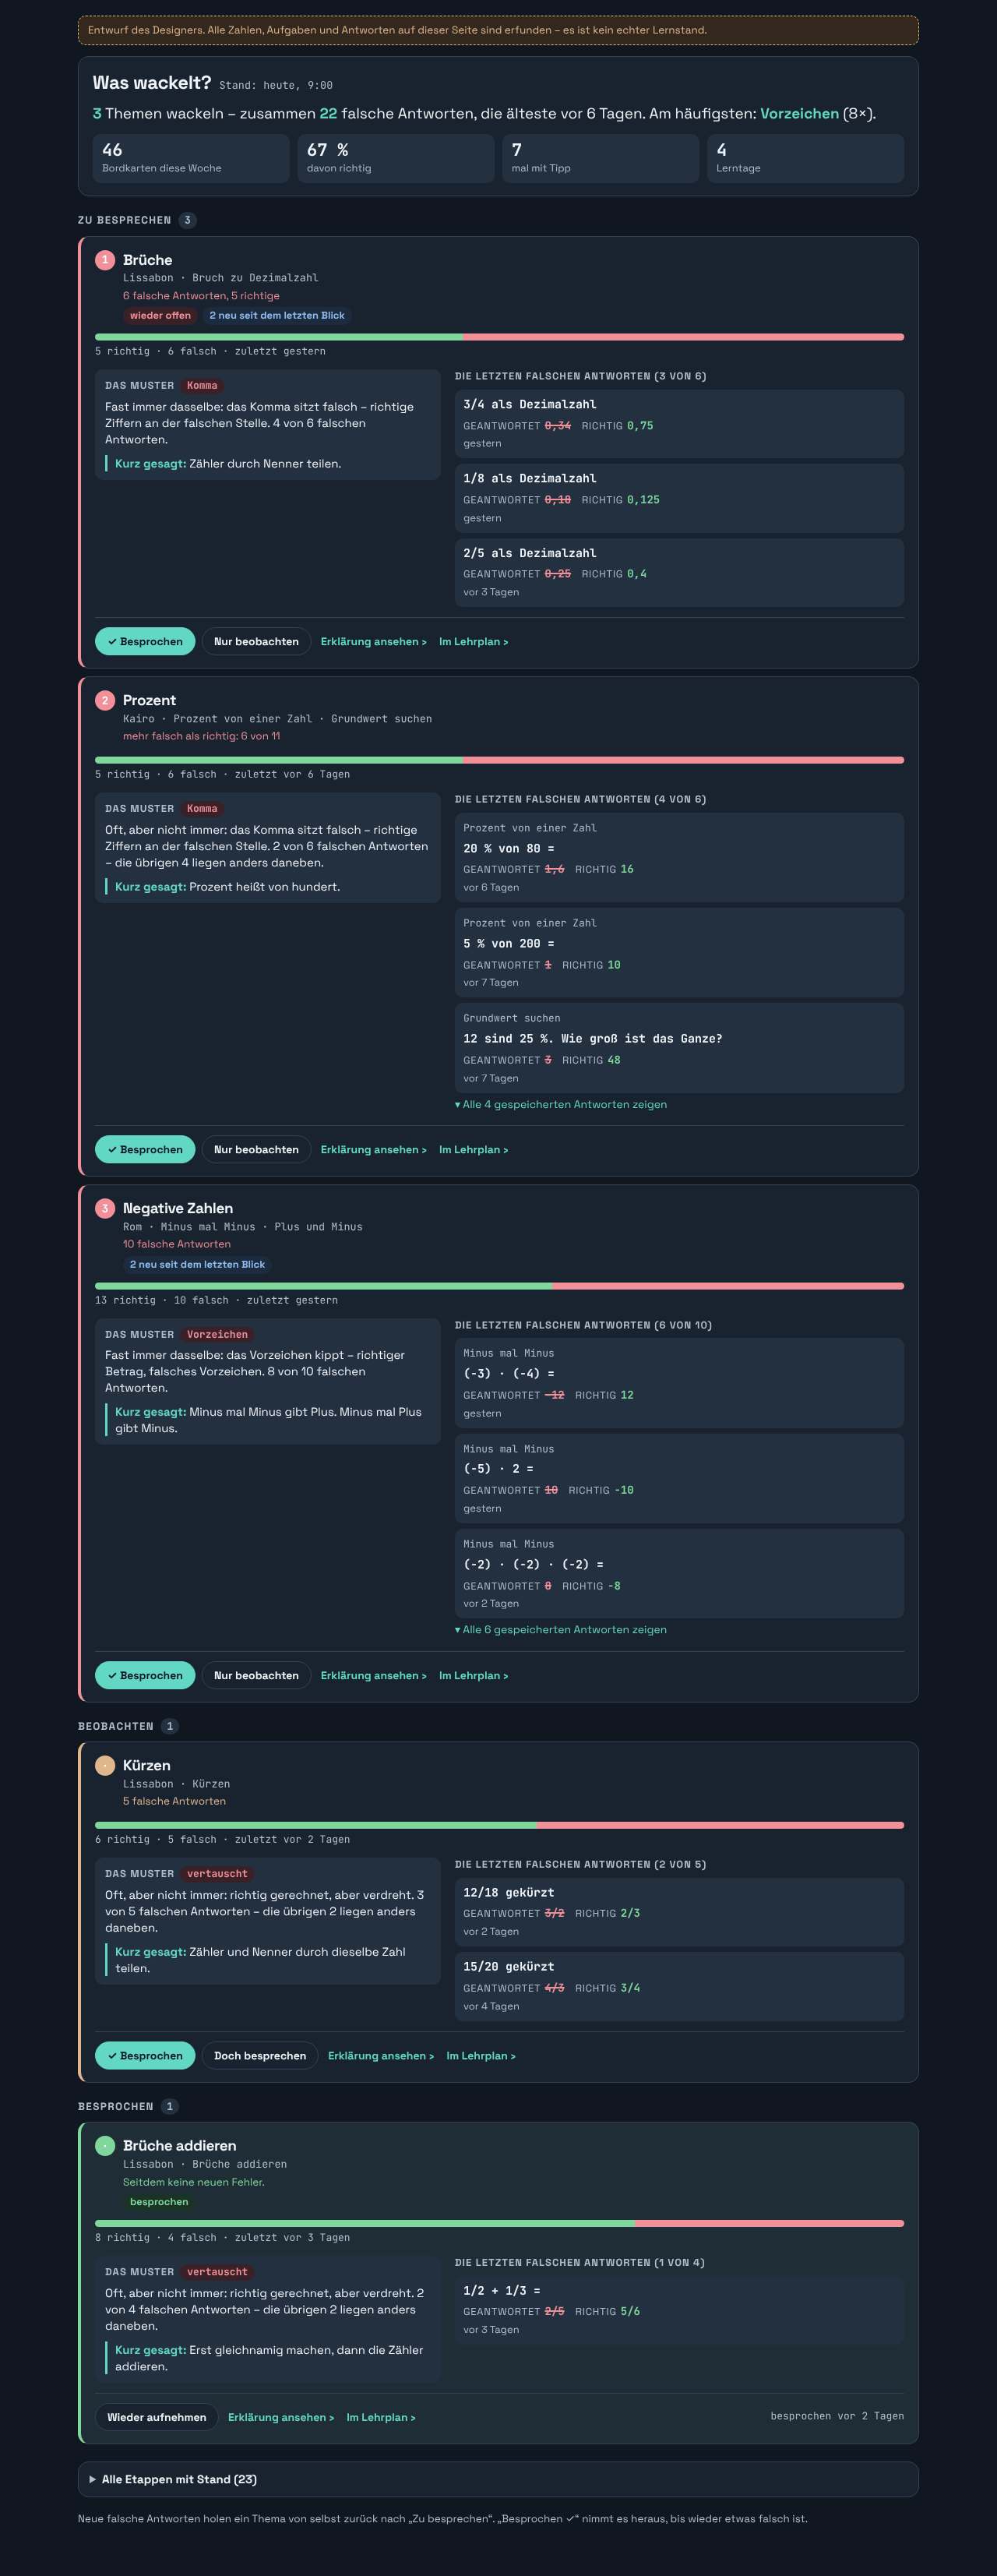 Entwurf des Designers. Alle Zahlen, Aufgaben und Antworten auf dieser Seite sind erfunden – es ist kein echter Lernstand.
Was wackelt? Stand: heute, 9:00
3 Themen wackeln – zusammen 22 falsche Antworten, die älteste vor 6 Tagen. Am häufigsten: Vorzeichen (8×).
46
Bordkarten diese Woche
67 %
davon richtig
7
mal mit Tipp
4
Lerntage
ZU BESPRECHEN 3
1 Brüche
Lissabon · Bruch zu Dezimalzahl
6 falsche Antworten, 5 richtige
wieder offen 2 neu seit dem letzten Blick
5 richtig · 6 falsch · zuletzt gestern
DAS MUSTER Komma
Fast immer dasselbe: das Komma sitzt falsch – richtige
Ziffern an der falschen Stelle. 4 von 6 falschen
Antworten.
Kurz gesagt: Zähler durch Nenner teilen.
DIE LETZTEN FALSCHEN ANTWORTEN (3 VON 6)
3/4 als Dezimalzahl
GEANTWORTET 0,34 RICHTIG 0,75
gestern
1/8 als Dezimalzahl
GEANTWORTET 0,18 RICHTIG 0,125
gestern
2/5 als Dezimalzahl
GEANTWORTET 0,25 RICHTIG 0,4
vor 3 Tagen
✓ Besprochen Nur beobachten Erklärung ansehen › Im Lehrplan ›
2 Prozent
Kairo · Prozent von einer Zahl · Grundwert suchen
mehr falsch als richtig: 6 von 11
5 richtig · 6 falsch · zuletzt vor 6 Tagen
DAS MUSTER Komma
Oft, aber nicht immer: das Komma sitzt falsch – richtige
Ziffern an der falschen Stelle. 2 von 6 falschen Antworten
– die übrigen 4 liegen anders daneben.
Kurz gesagt: Prozent heißt von hundert.
DIE LETZTEN FALSCHEN ANTWORTEN (4 VON 6)
Prozent von einer Zahl
20 % von 80 =
GEANTWORTET 1,6 RICHTIG 16
vor 6 Tagen
Prozent von einer Zahl
5 % von 200 =
GEANTWORTET 1 RICHTIG 10
vor 7 Tagen
Grundwert suchen
12 sind 25 %. Wie groß ist das Ganze?
GEANTWORTET 3 RICHTIG 48
vor 7 Tagen
▾ Alle 4 gespeicherten Antworten zeigen
✓ Besprochen Nur beobachten Erklärung ansehen › Im Lehrplan ›
3 Negative Zahlen
Rom · Minus mal Minus · Plus und Minus
10 falsche Antworten
2 neu seit dem letzten Blick
13 richtig · 10 falsch · zuletzt gestern
DAS MUSTER Vorzeichen
Fast immer dasselbe: das Vorzeichen kippt – richtiger
Betrag, falsches Vorzeichen. 8 von 10 falschen
Antworten.
Kurz gesagt: Minus mal Minus gibt Plus. Minus mal Plus
gibt Minus.
DIE LETZTEN FALSCHEN ANTWORTEN (6 VON 10)
Minus mal Minus
(-3) · (-4) =
GEANTWORTET -12 RICHTIG 12
gestern
Minus mal Minus
(-5) · 2 =
GEANTWORTET 10 RICHTIG -10
gestern
Minus mal Minus
(-2) · (-2) · (-2) =
GEANTWORTET 8 RICHTIG -8
vor 2 Tagen
▾ Alle 6 gespeicherten Antworten zeigen
✓ Besprochen Nur beobachten Erklärung ansehen › Im Lehrplan ›
BEOBACHTEN 1
· Kürzen
Lissabon · Kürzen
5 falsche Antworten
6 richtig · 5 falsch · zuletzt vor 2 Tagen
DAS MUSTER vertauscht
Oft, aber nicht immer: richtig gerechnet, aber verdreht. 3
von 5 falschen Antworten – die übrigen 2 liegen anders
daneben.
Kurz gesagt: Zähler und Nenner durch dieselbe Zahl
teilen.
DIE LETZTEN FALSCHEN ANTWORTEN (2 VON 5)
12/18 gekürzt
GEANTWORTET 3/2 RICHTIG 2/3
vor 2 Tagen
15/20 gekürzt
GEANTWORTET 4/3 RICHTIG 3/4
vor 4 Tagen
✓ Besprochen Doch besprechen Erklärung ansehen › Im Lehrplan ›
BESPROCHEN 1
· Brüche addieren
Lissabon · Brüche addieren
Seitdem keine neuen Fehler.
besprochen
8 richtig · 4 falsch · zuletzt vor 3 Tagen
DAS MUSTER vertauscht
Oft, aber nicht immer: richtig gerechnet, aber verdreht. 2
von 4 falschen Antworten – die übrigen 2 liegen anders
daneben.
Kurz gesagt: Erst gleichnamig machen, dann die Zähler
addieren.
DIE LETZTEN FALSCHEN ANTWORTEN (1 VON 4)
1/2 + 1/3 =
GEANTWORTET 2/5 RICHTIG 5/6
vor 3 Tagen
Wieder aufnehmen Erklärung ansehen › Im Lehrplan › besprochen vor 2 Tagen
▶ Alle Etappen mit Stand (23)
Neue falsche Antworten holen ein Thema von selbst zurück nach „Zu besprechen“. „Besprochen ✓“ nimmt es heraus, bis wieder etwas falsch ist.